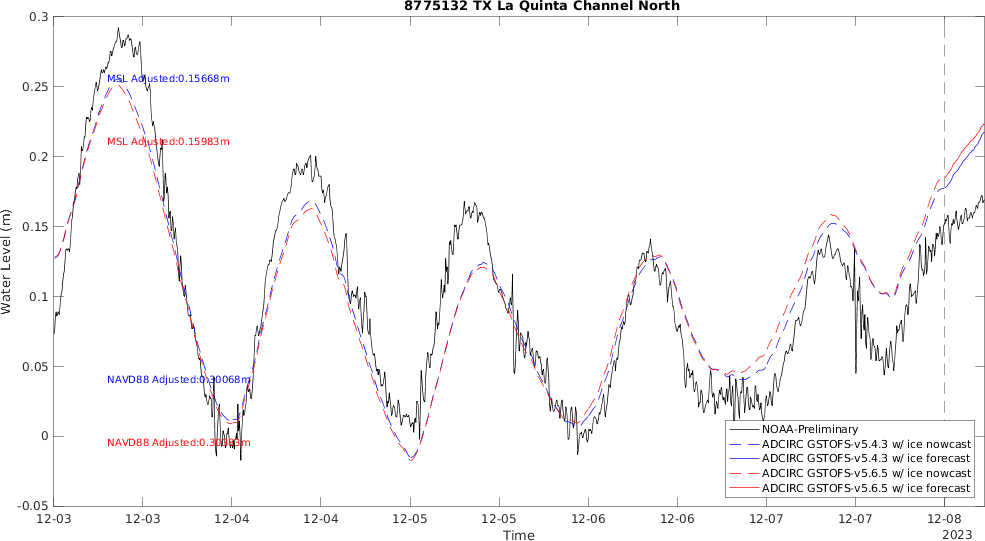 8775132 TX La Quinta Channel North
0.3
0.25
0.2
0.15
0.1
0.05
0
-0.05
Water Level (m)
MSL Adjusted:0.15668m
MSL Adjusted:0.15983m
NAVD88 Adjusted:0.30068m
NAVD88
NOAA-Preliminary
ADCIRC GSTOFS-v5.4.3 w/ ice nowcast
ADCIRC GSTOFS-v5.4.3 w/ ice forecast
ADCIRC GSTOFS-v5.6.5 w/ ice nowcast
ADCIRC GSTOFS-v5.6.5 w/ ice forecast
12-03 12-03 12-04 12-04 12-05 12-05 12-06 12-06 12-07 12-07 12-08
Time
2023